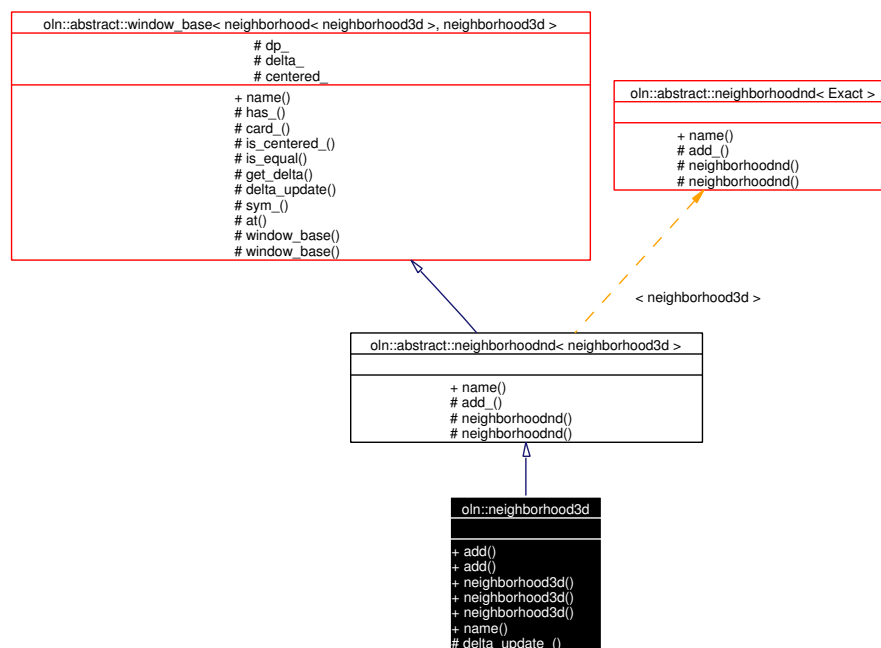 oln::abstract::window_base< neighborhood< neighborhood3d >, neighborhood3d >
# dp_
# delta_
# centered_
+ name()
# has_()
# card_()
# is_centered_()
# is_equal()
# get_delta()
# delta_update()
# sym_()
# at()
# window_base()
# window_base()
oln::abstract::neighborhoodnd< Exact >
+ name()
# add_()
# neighborhoodnd()
# neighborhoodnd()
< neighborhood3d >
oln::abstract::neighborhoodnd< neighborhood3d >
+ name()
# add_()
# neighborhoodnd()
# neighborhoodnd()
oln::neighborhood3d
+ add()
+ add()
+ neighborhood3d()
+ neighborhood3d()
+ neighborhood3d()
+ name()
# delta_update_()